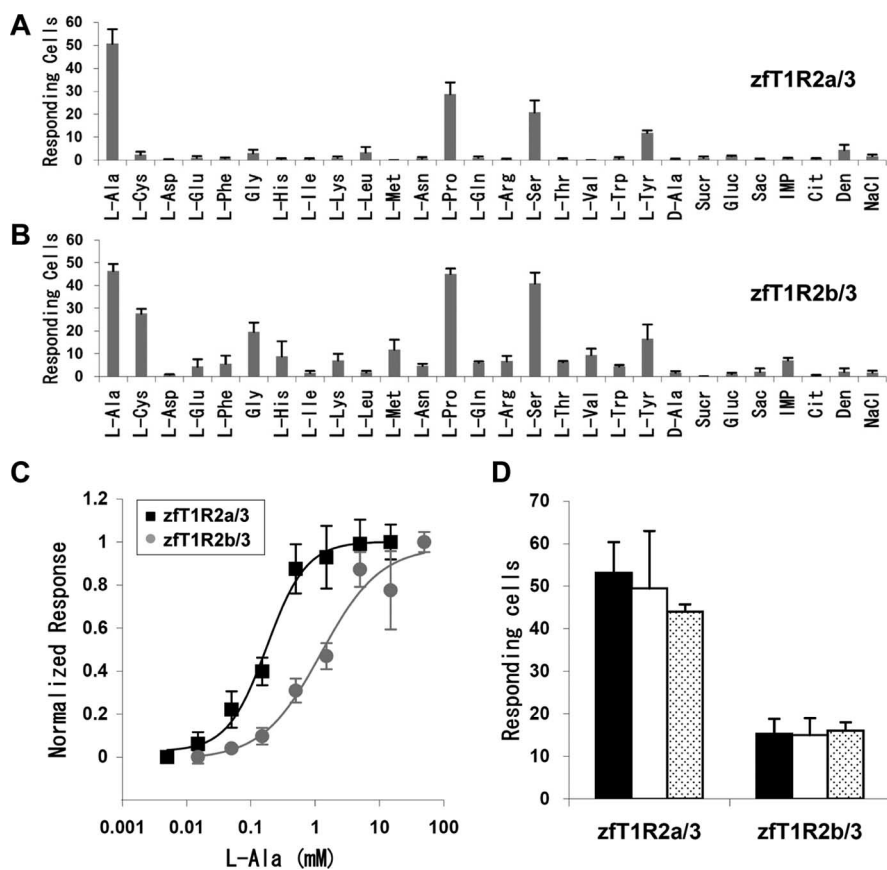 A
Responding Cells
60
50
40
30
20
10
0
zfT1R2a/3
L-Ala L-Cys L-Asp L-Glu L-Phe Gly L-His L-Ile L-Lys L-Leu L-Met L-Asn L-Pro L-Gln L-Arg L-Ser L-Thr L-Val L-Trp L-Tyr D-Ala Sucr Gluc Sac IMP Cit Den NaCl
B
Responding Cells
60
50
40
30
20
10
0
zfT1R2b/3
L-Ala L-Cys L-Asp L-Glu L-Phe Gly L-His L-Ile L-Lys L-Leu L-Met L-Asn L-Pro L-Gln L-Arg L-Ser L-Thr L-Val L-Trp L-Tyr D-Ala Sucr Gluc Sac IMP Cit Den NaCl
C
Normalized Response
1.2
1
0.8
0.6
0.4
0.2
0
zfT1R2a/3
zfT1R2b/3
0.001 0.01 0.1 1 10 100
L-Ala (mM)
D
Responding cells
70
60
50
40
30
20
10
0
zfT1R2a/3 zfT1R2b/3